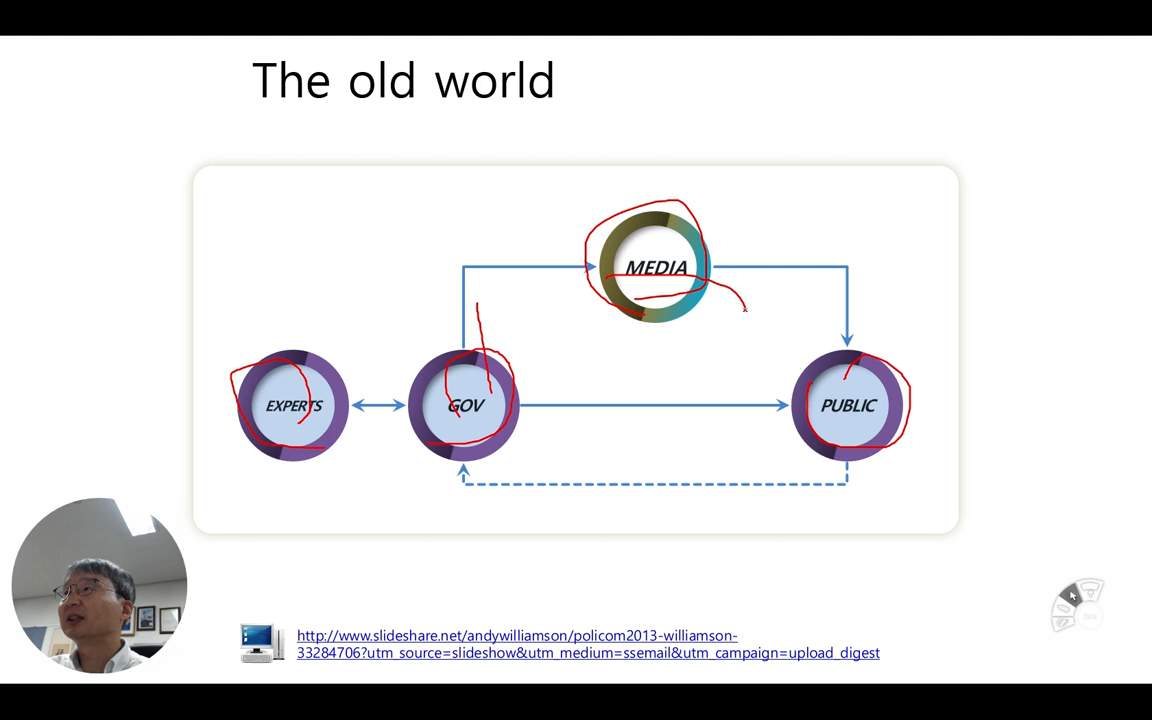 The old world
MEDIA
EXPERTS
GOV
PUBLIC
http://www.slideshare.net/andywilliamson/policom2013-williamson-
33284706?utm_source=slideshow&utm_medium=ssemail&utm_campaign=upload_digest